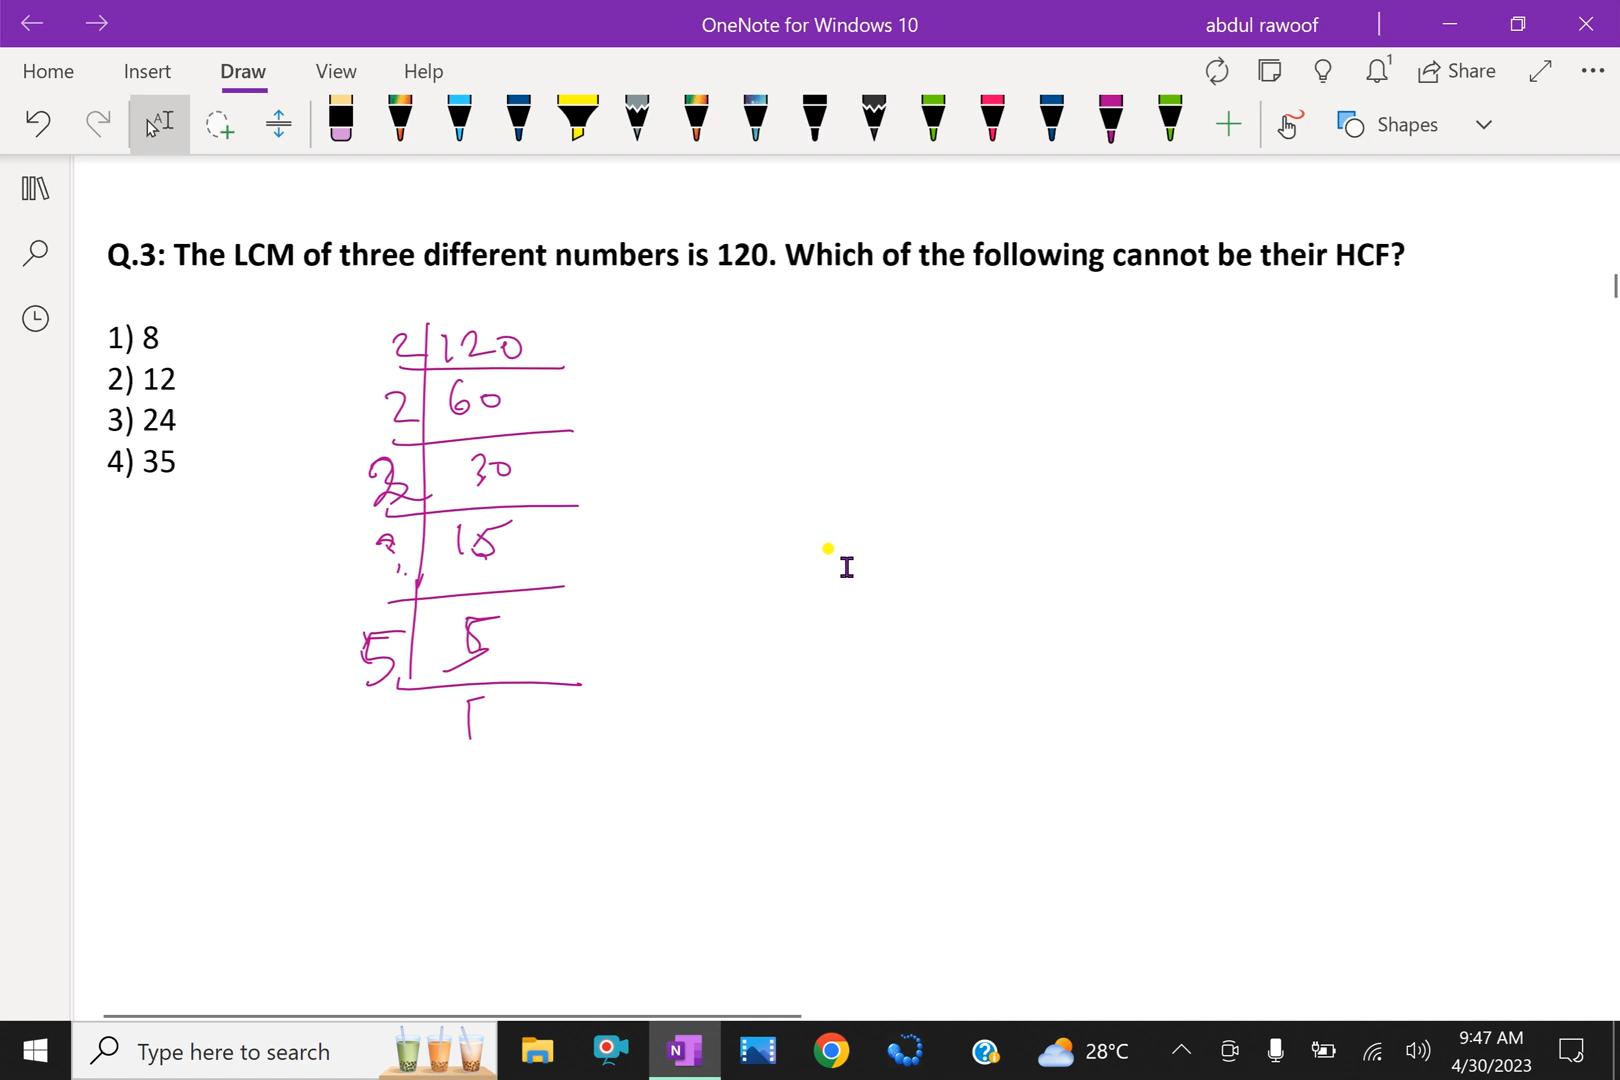 OneNote for Windows 10
abdul rawoof
Home Insert Draw View Help
1 Share
Shapes
Q.3: The LCM of three different numbers is 120. Which of the following cannot be their HCF?
1) 8
2) 12
3) 24
4) 35
2 120
2 60
2 30
15
5 5
1
Type here to search
28°C
9:47 AM
4/30/2023